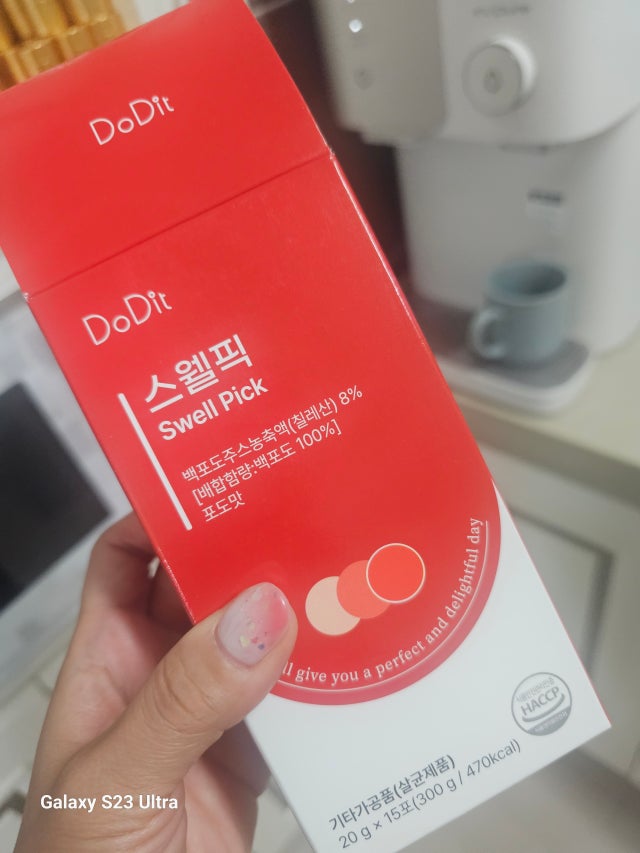 DoDit
DoDit
스웰픽
Swell Pick
백포도주스농축액(칠레산) 8%
[배합함량:백포도 100%]
포도맛
give you a perfect and delightful day
HACCP
기타가공품(살균제품)
20 g × 15포(300 g / 470kcal)
Galaxy S23 Ultra